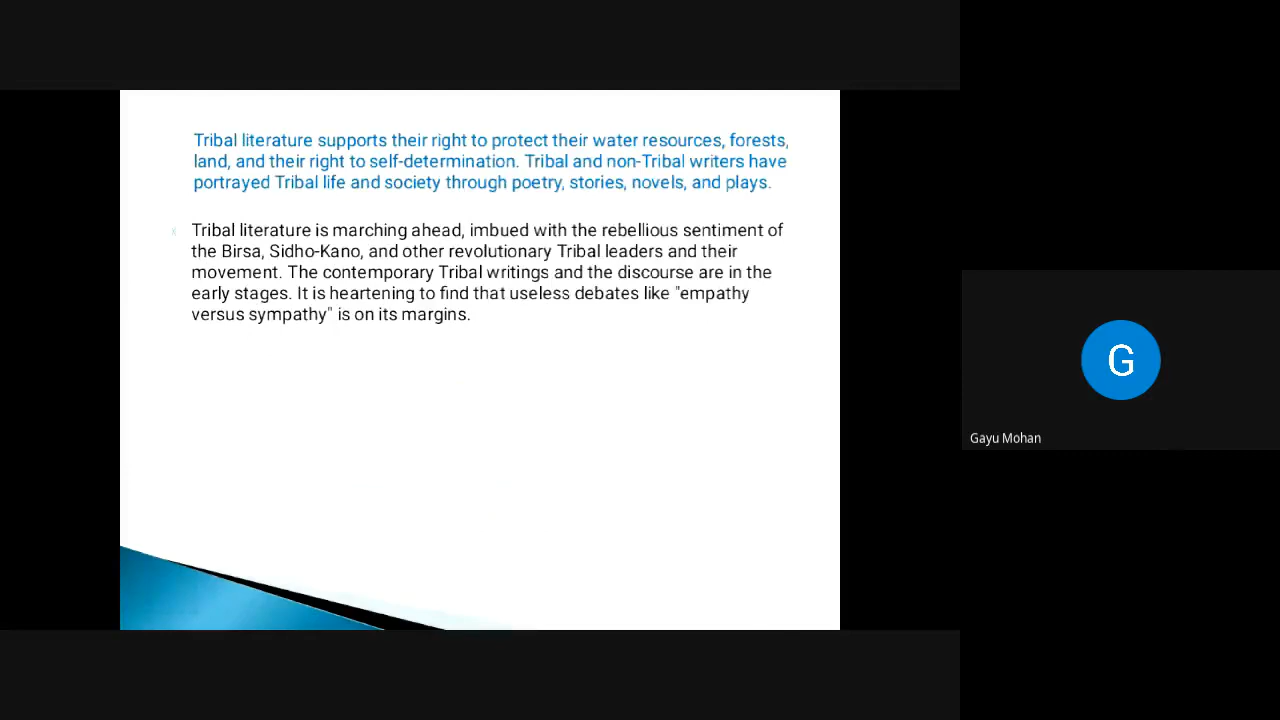 Tribal literature supports their right to protect their water resources, forests,
land, and their right to self-determination. Tribal and non-Tribal writers have
portrayed Tribal life and society through poetry, stories, novels, and plays.
Tribal literature is marching ahead, imbued with the rebellious sentiment of
the Birsa, Sidho-Kano, and other revolutionary Tribal leaders and their
movement. The contemporary Tribal writings and the discourse are in the
early stages. It is heartening to find that useless debates like "empathy
versus sympathy" is on its margins.
G
Gayu Mohan